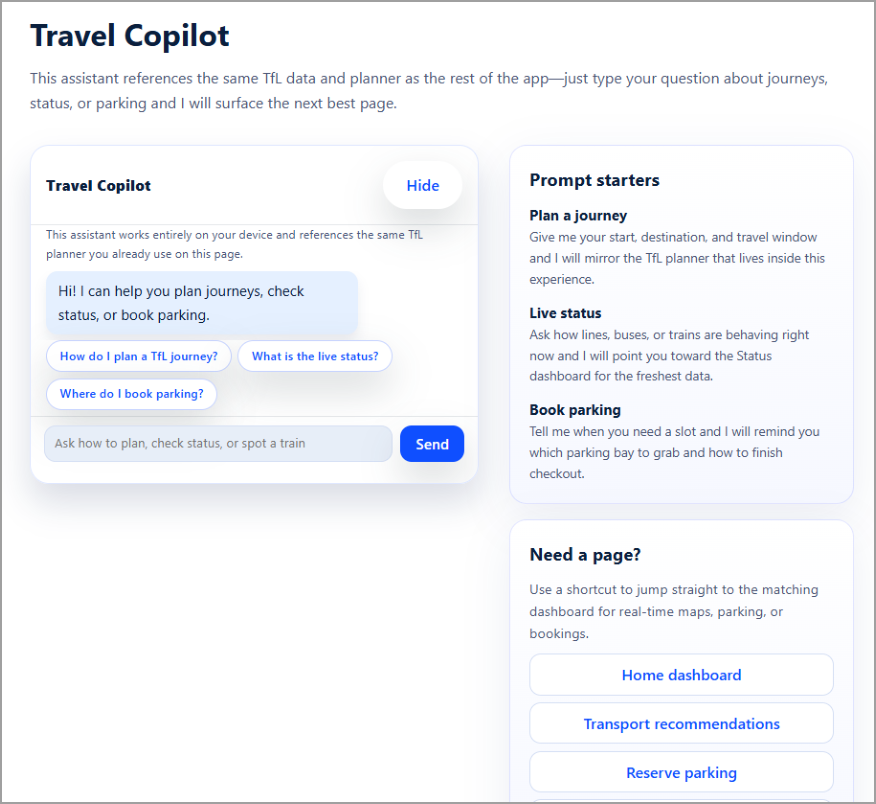 Travel Copilot
This assistant references the same TfL data and planner as the rest of the app—just type your question about journeys,
status, or parking and I will surface the next best page.
Travel Copilot
Hide
This assistant works entirely on your device and references the same TfL
planner you already use on this page.
Hi! I can help you plan journeys, check
status, or book parking.
How do I plan a TfL journey?
What is the live status?
Where do I book parking?
Ask how to plan, check status, or spot a train
Send
Prompt starters
Plan a journey
Give me your start, destination, and travel window
and I will mirror the TfL planner that lives inside this
experience.
Live status
Ask how lines, buses, or trains are behaving right
now and I will point you toward the Status
dashboard for the freshest data.
Book parking
Tell me when you need a slot and I will remind you
which parking bay to grab and how to finish
checkout.
Need a page?
Use a shortcut to jump straight to the matching
dashboard for real-time maps, parking, or
bookings.
Home dashboard
Transport recommendations
Reserve parking